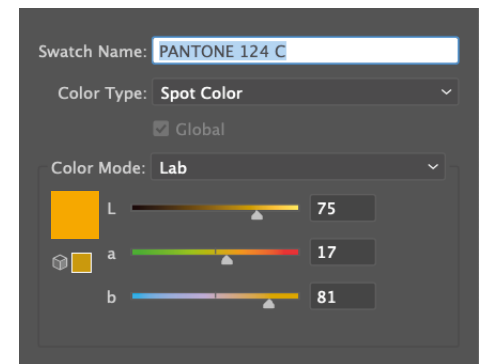 Swatch Name: PANTONE 124 C
Color Type: Spot Color
Global
Color Mode: Lab
L 75
a 17
b 81